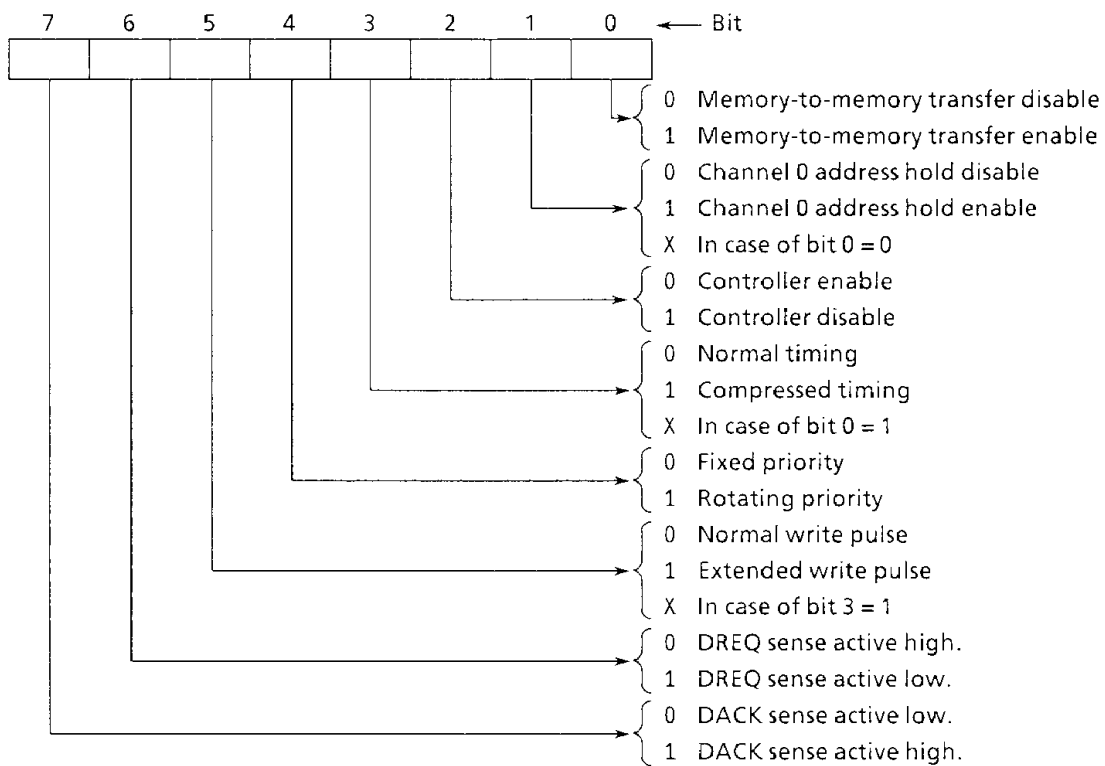 7 6 5 4 3 2 1 0 ← Bit
0 Memory-to-memory transfer disable
1 Memory-to-memory transfer enable
0 Channel 0 address hold disable
1 Channel 0 address hold enable
X In case of bit 0 = 0
0 Controller enable
1 Controller disable
0 Normal timing
1 Compressed timing
X In case of bit 0 = 1
0 Fixed priority
1 Rotating priority
0 Normal write pulse
1 Extended write pulse
X In case of bit 3 = 1
0 DREQ sense active high.
1 DREQ sense active low.
0 DACK sense active low.
1 DACK sense active high.